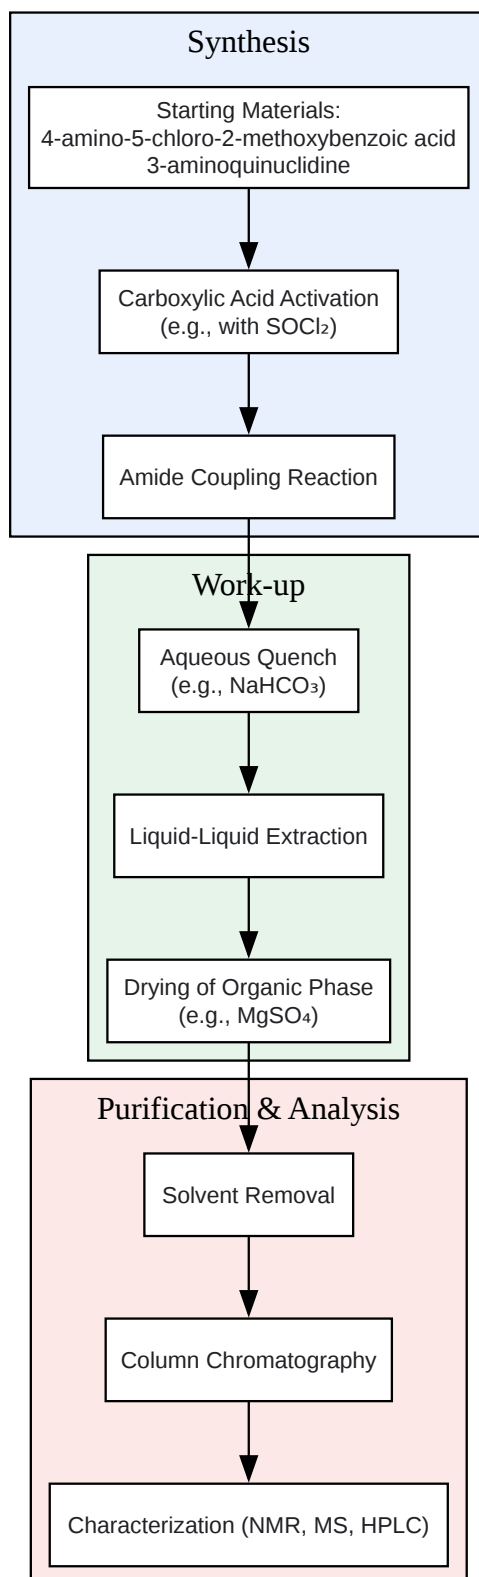 Synthesis
Starting Materials:
4-amino-5-chloro-2-methoxybenzoic acid
3-aminoquinuclidine
Carboxylic Acid Activation
(e.g., with SOCl₂)
Amide Coupling Reaction
Work-up
Aqueous Quench
(e.g., NaHCO₃)
Liquid-Liquid Extraction
Drying of Organic Phase
(e.g., MgSO₄)
Purification & Analysis
Solvent Removal
Column Chromatography
Characterization (NMR, MS, HPLC)